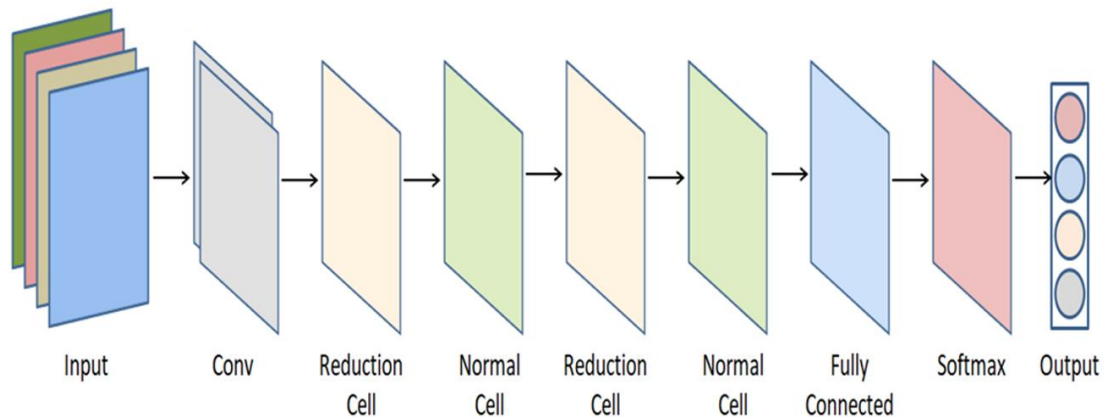 Input
Conv
Reduction
Cell
Normal
Cell
Reduction
Cell
Normal
Cell
Fully
Connected
Softmax
Output